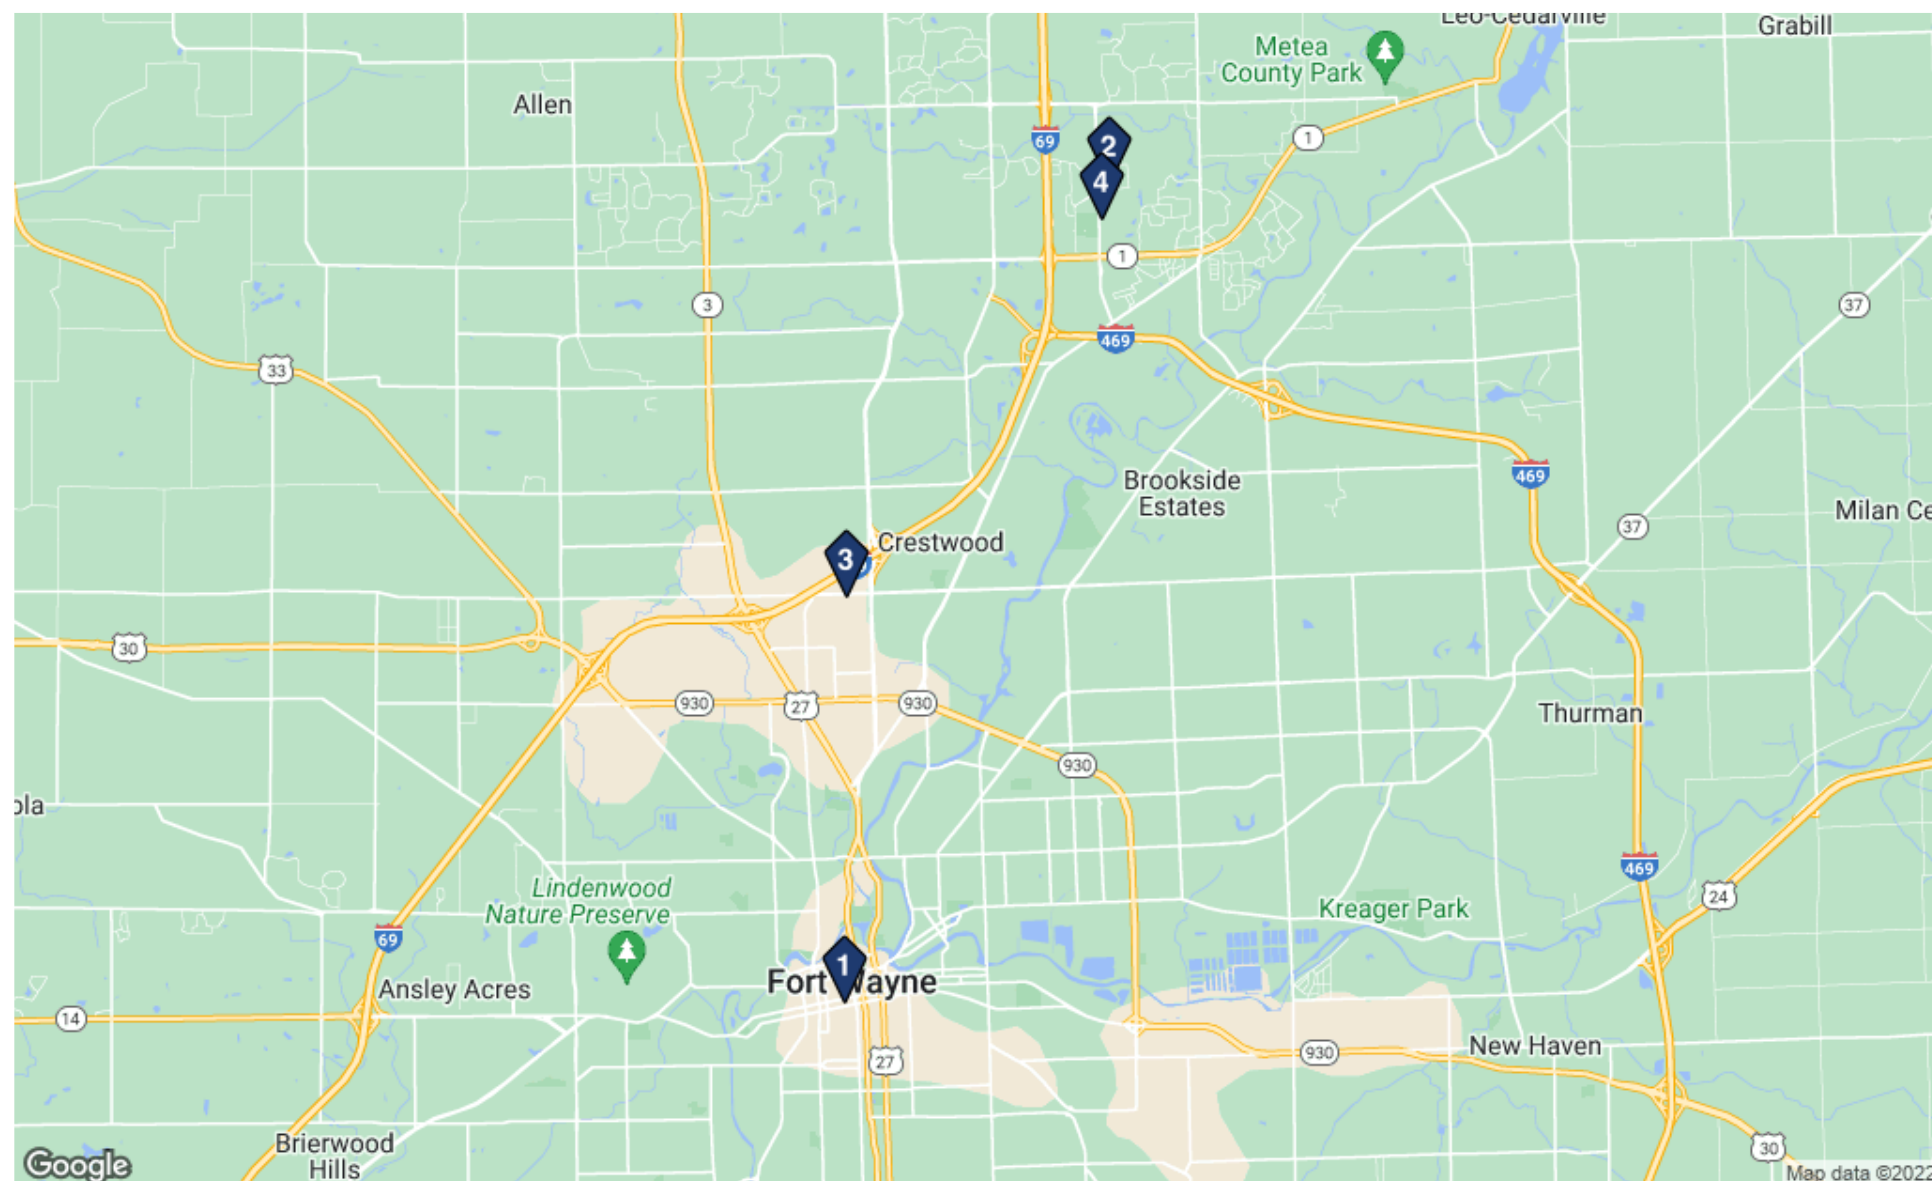 Leo-Cedarville
Grabill
Metea
County Park
Allen
69
1
2
4
1
3
37
469
33
Brookside
Estates
469
Milan Ce
37
Crestwood
3
30
930
27
930
Thurman
930
ola
Lindenwood
Nature Preserve
469
24
Kreager Park
69
1
Fort Wayne
Ansley Acres
14
27
930
New Haven
Brierwood
Hills
30
Google
Map data ©2022